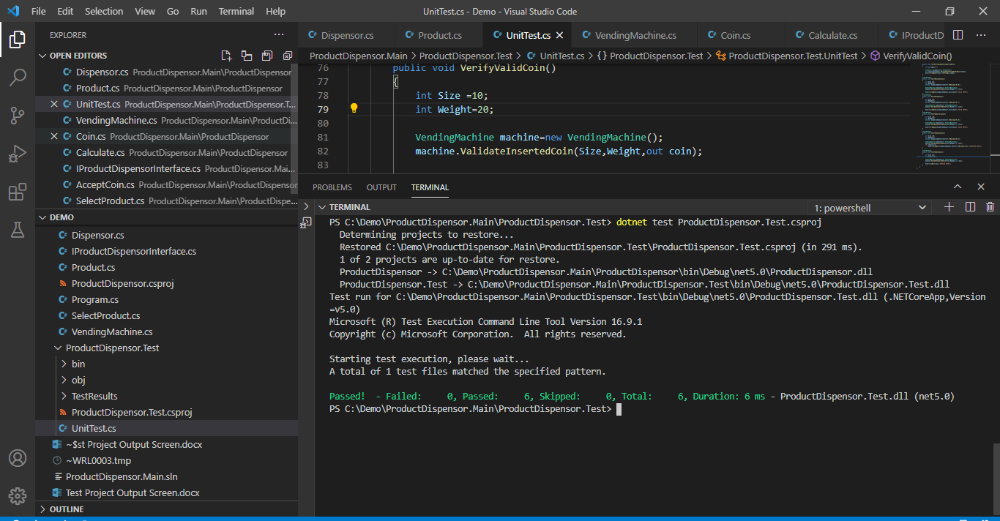 File Edit Selection View Go Run Terminal Help UnitTest.cs - Demo - Visual Studio Code
EXPLORER
OPEN EDITORS
Dispensor.cs ProductDispensor.Main\ProductDispensor
Product.cs ProductDispensor.Main\ProductDispensor
UnitTest.cs ProductDispensor.Main\ProductDispensor.T...
VendingMachine.cs ProductDispensor.Main\ProductDi...
Coin.cs ProductDispensor.Main\ProductDispensor
Calculate.cs ProductDispensor.Main\ProductDispensor
IProductDispensorInterface.cs ProductDispensor.Mai...
AcceptCoin.cs ProductDispensor.Main\ProductDispensor
SelectProduct.cs ProductDispensor.Main\ProductDispe...
DEMO
Dispensor.cs
IProductDispensorInterface.cs
Product.cs
ProductDispensor.csproj
Program.cs
SelectProduct.cs
VendingMachine.cs
ProductDispensor.Test
bin
obj
TestResults
ProductDispensor.Test.csproj
UnitTest.cs
~$st Project Output Screen.docx
~WRL0003.tmp
ProductDispensor.Main.sln
Test Project Output Screen.docx
OUTLINE
Dispensor.cs Product.cs UnitTest.cs VendingMachine.cs Coin.cs Calculate.cs IProductD
ProductDispensor.Main > ProductDispensor.Test > UnitTest.cs > {} ProductDispensor.Test > ProductDispensor.Test.UnitTest > VerifyValidCoin()
76 public void VerifyValidCoin()
77 {
78 int Size =10;
79 int Weight=20;
80
81 VendingMachine machine=new VendingMachine();
82 machine.ValidateInsertedCoin(Size,Weight,out coin);
83
PROBLEMS OUTPUT TERMINAL
TERMINAL 1: powershell
PS C:\Demo\ProductDispensor.Main\ProductDispensor.Test> dotnet test ProductDispensor.Test.csproj
Determining projects to restore...
Restored C:\Demo\ProductDispensor.Main\ProductDispensor.Test\ProductDispensor.Test.csproj (in 291 ms).
1 of 2 projects are up-to-date for restore.
ProductDispensor -> C:\Demo\ProductDispensor.Main\ProductDispensor\bin\Debug\net5.0\ProductDispensor.dll
ProductDispensor.Test -> C:\Demo\ProductDispensor.Main\ProductDispensor.Test\bin\Debug\net5.0\ProductDispensor.Test.dll
Test run for C:\Demo\ProductDispensor.Main\ProductDispensor.Test\bin\Debug\net5.0\ProductDispensor.Test.dll (.NETCoreApp,Version
=v5.0)
Microsoft (R) Test Execution Command Line Tool Version 16.9.1
Copyright (c) Microsoft Corporation. All rights reserved.
Starting test execution, please wait...
A total of 1 test files matched the specified pattern.
Passed! - Failed: 0, Passed: 6, Skipped: 0, Total: 6, Duration: 6 ms - ProductDispensor.Test.dll (net5.0)
PS C:\Demo\ProductDispensor.Main\ProductDispensor.Test>